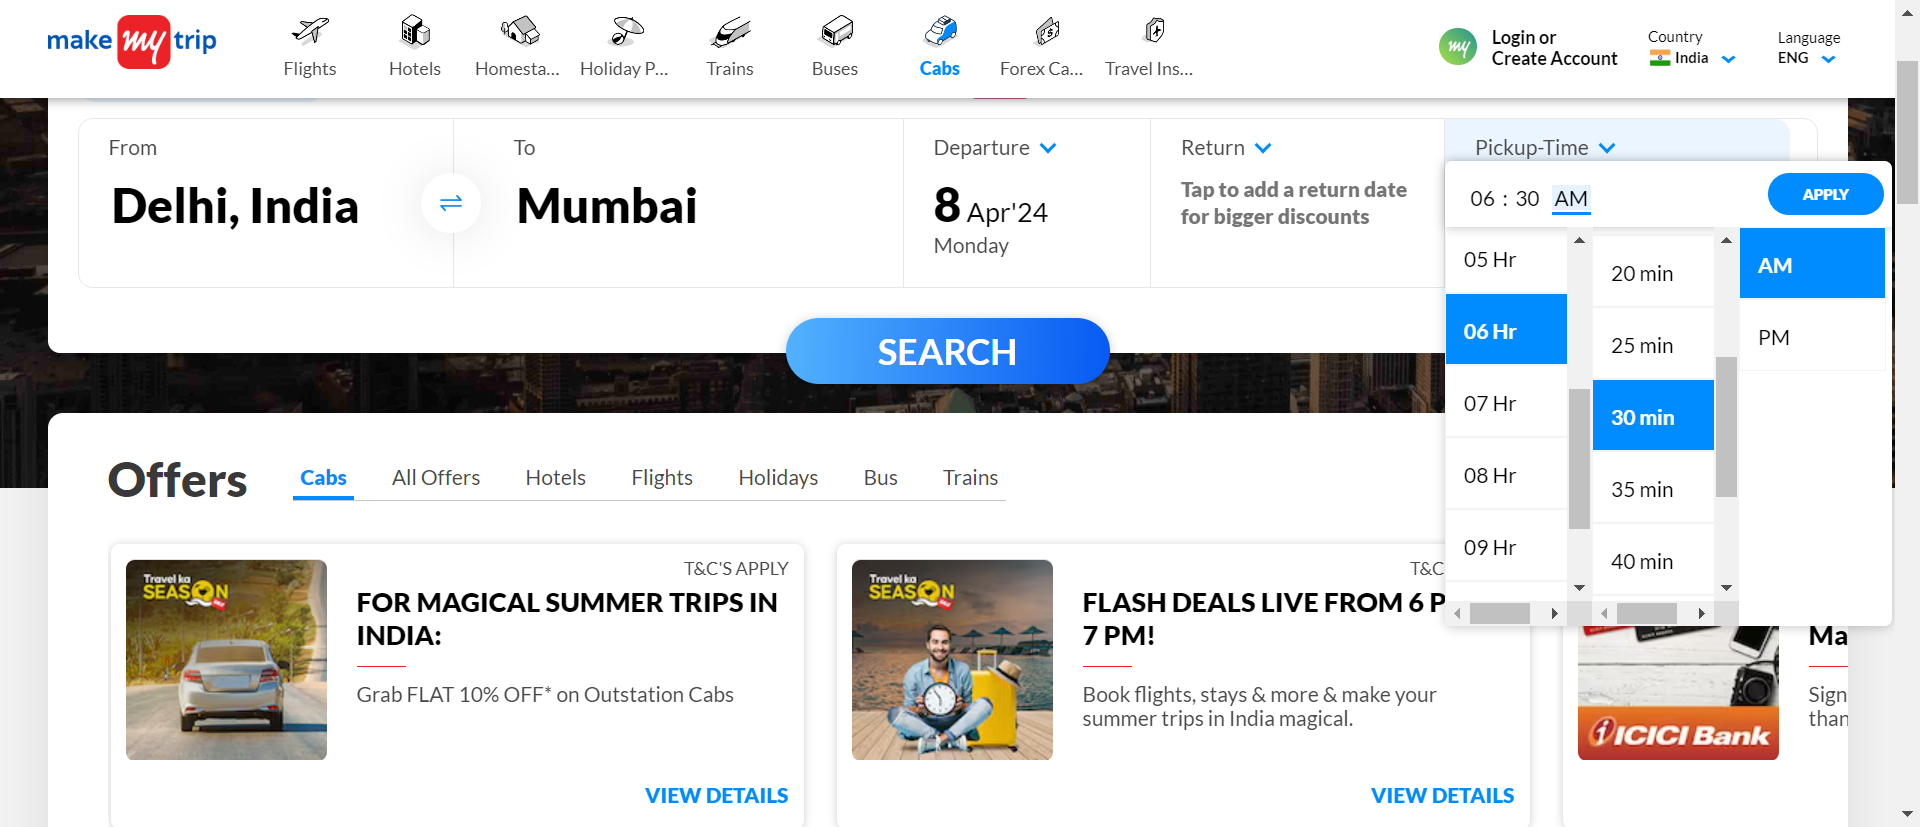 make my trip
Flights
Hotels
Homesta...
Holiday P...
Trains
Buses
Cabs
Forex Ca...
Travel Ins...
my
Login or
Create Account
Country
India
Language
ENG
From
Delhi, India
To
Mumbai
Departure
8 Apr'24
Monday
Return
Tap to add a return date
for bigger discounts
Pickup-Time
06 : 30 AM
APPLY
05 Hr
06 Hr
07 Hr
08 Hr
09 Hr
20 min
25 min
30 min
35 min
40 min
AM
PM
SEARCH
Offers
Cabs
All Offers
Hotels
Flights
Holidays
Bus
Trains
Travel ka
SEASON
T&C'S APPLY
FOR MAGICAL SUMMER TRIPS IN
INDIA:
Grab FLAT 10% OFF* on Outstation Cabs
VIEW DETAILS
Travel ka
SEASON
T&C
FLASH DEALS LIVE FROM 6 P
7 PM!
Book flights, stays & more & make your
summer trips in India magical.
VIEW DETAILS
ICICI Bank
Ma
Sign
than